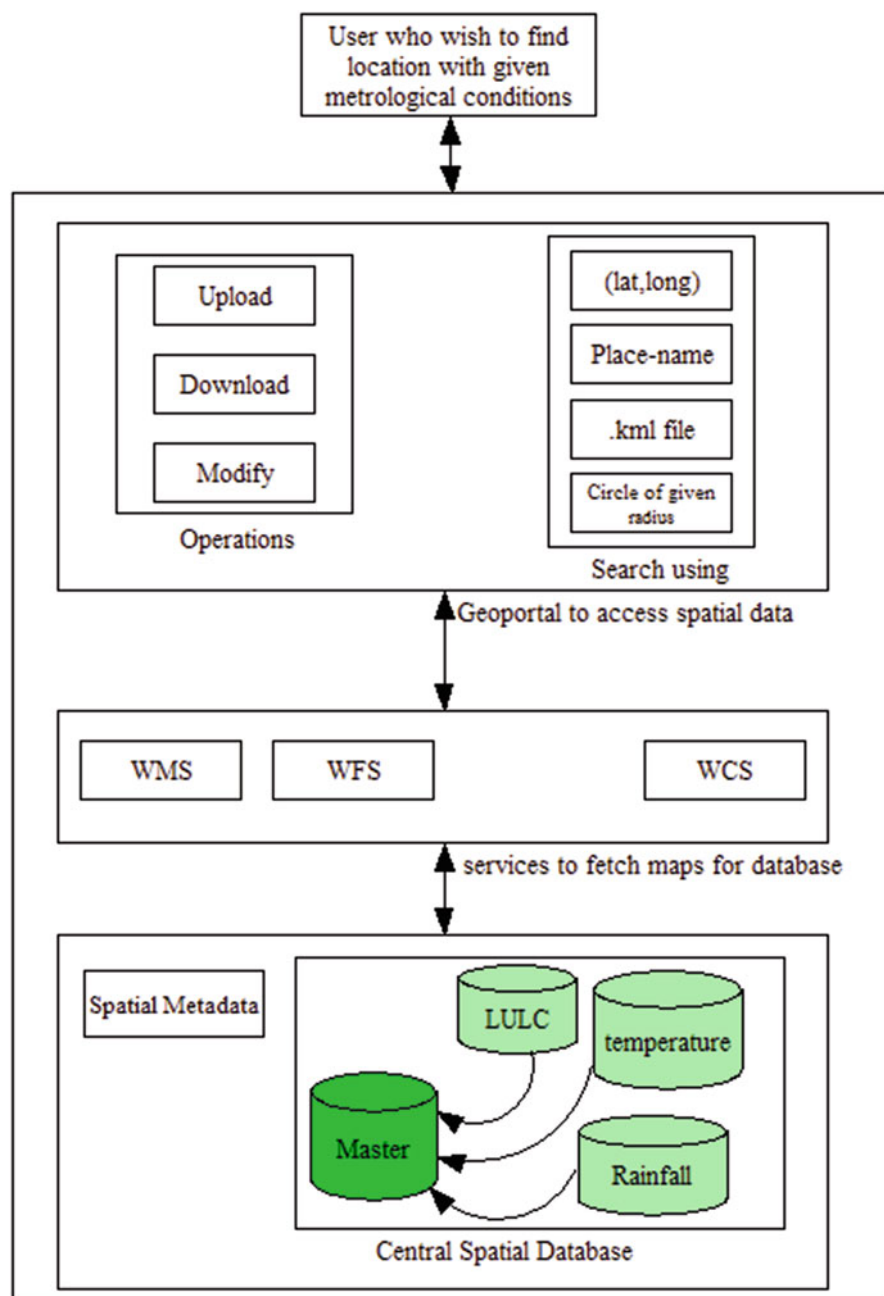 User who wish to find
location with given
metrological conditions
Upload
Download
Modify
Operations
(lat,long)
Place-name
.kml file
Circle of given
radius
Search using
Geoportal to access spatial data
WMS
WFS
WCS
services to fetch maps for database
Spatial Metadata
LULC
temperature
Master
Rainfall
Central Spatial Database